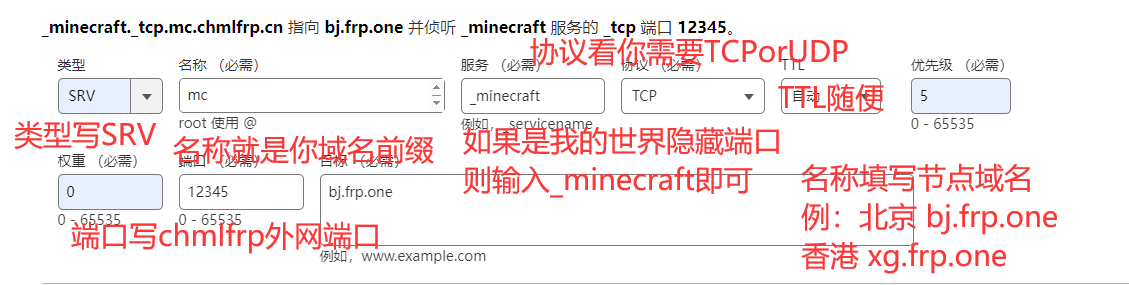 _minecraft._tcp.mc.chmlfrp.cn 指向 bj.frp.one 并侦听 _minecraft 服务的 _tcp 端口 12345。
协议看你需要TCPorUDP
类型 名称 （必需） 服务 （必需） 协议 （必需） TTL 优先级 （必需）
SRV mc _minecraft TCP 自动 5
TTL随便
root 使用 @ 例如，_servicename 0 - 65535
类型写SRV 名称就是你域名前缀 如果是我的世界隐藏端口
则输入_minecraft即可
权重 （必需） 端口 （必需） 目标 （必需）
0 12345 bj.frp.one
0 - 65535 0 - 65535
端口写chmlfrp外网端口
名称填写节点域名
例：北京 bj.frp.one
香港 xg.frp.one
例如，www.example.com